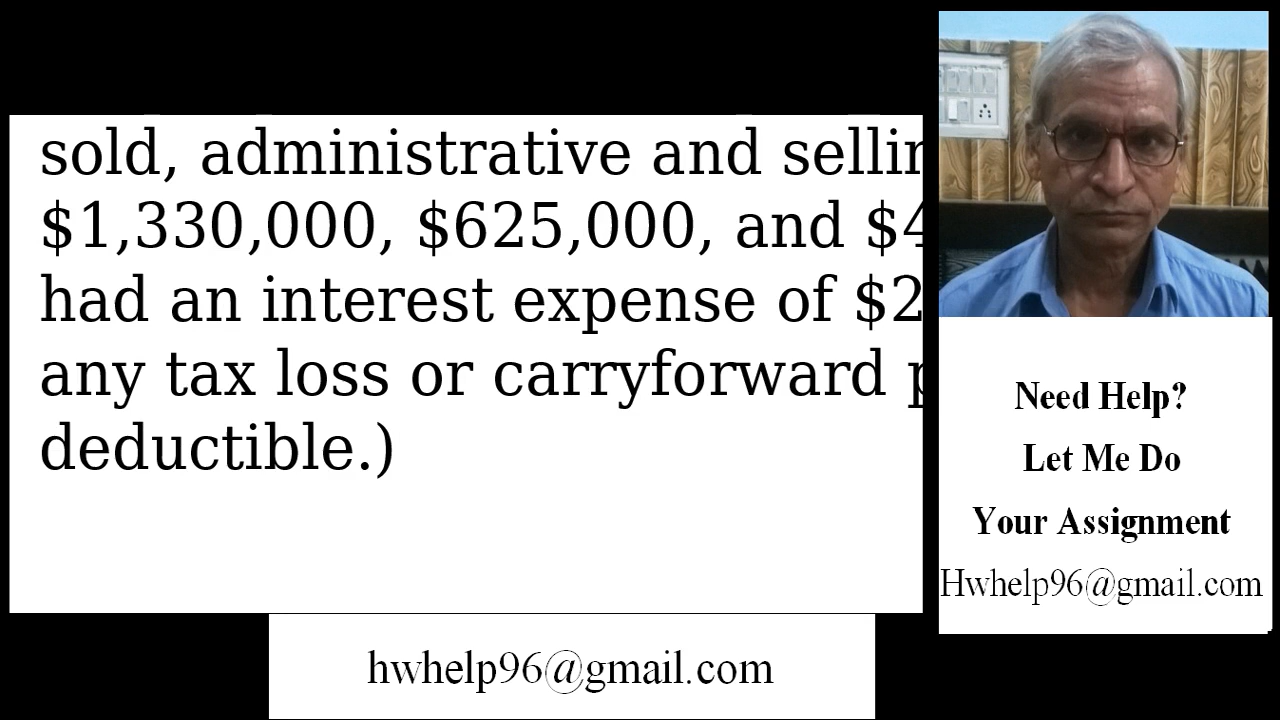 sold, administrative and sellin
$1,330,000, $625,000, and $4
had an interest expense of $2
any tax loss or carryforward p
deductible.)
Need Help?
Let Me Do
Your Assignment
Hwhelp96@gmail.com
hwhelp96@gmail.com